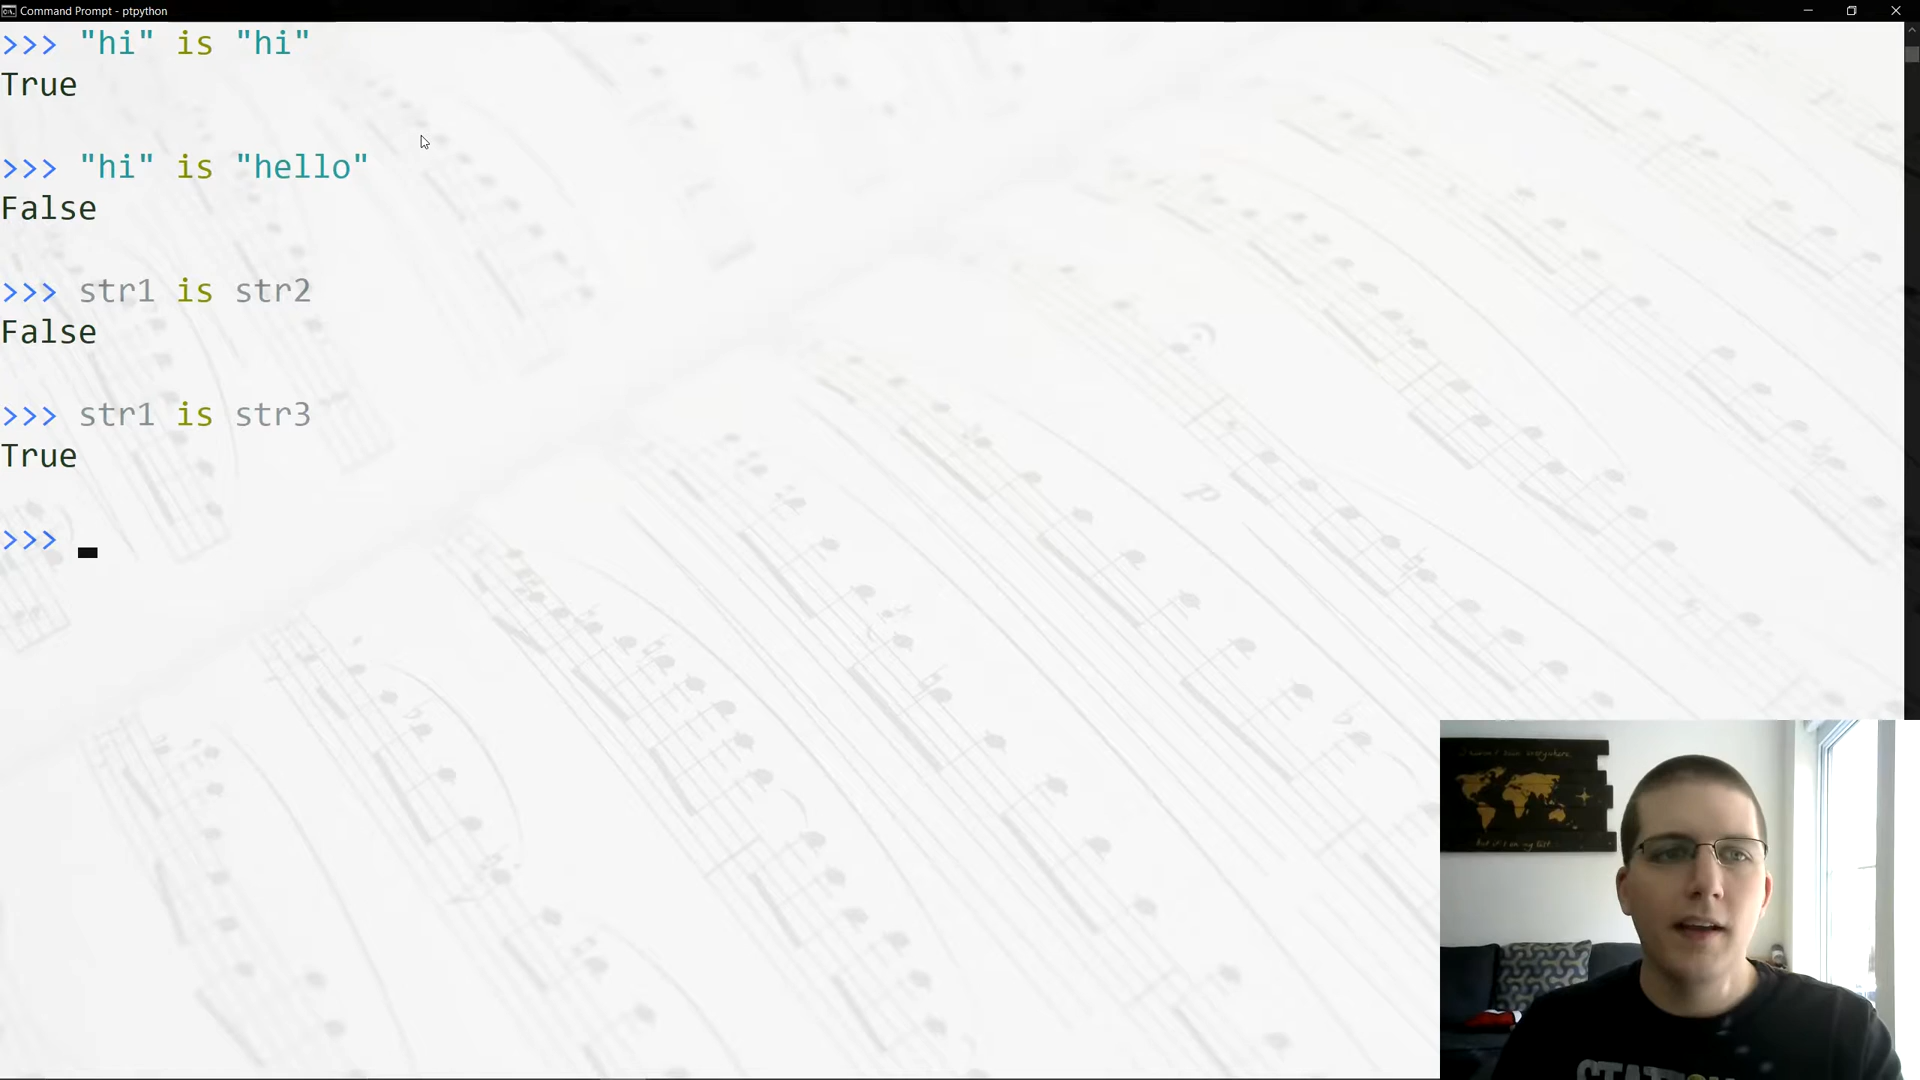 Command Prompt - ptpython
>>> "hi" is "hi"
True
>>> "hi" is "hello"
False
>>> str1 is str2
False
>>> str1 is str3
True
>>>
p